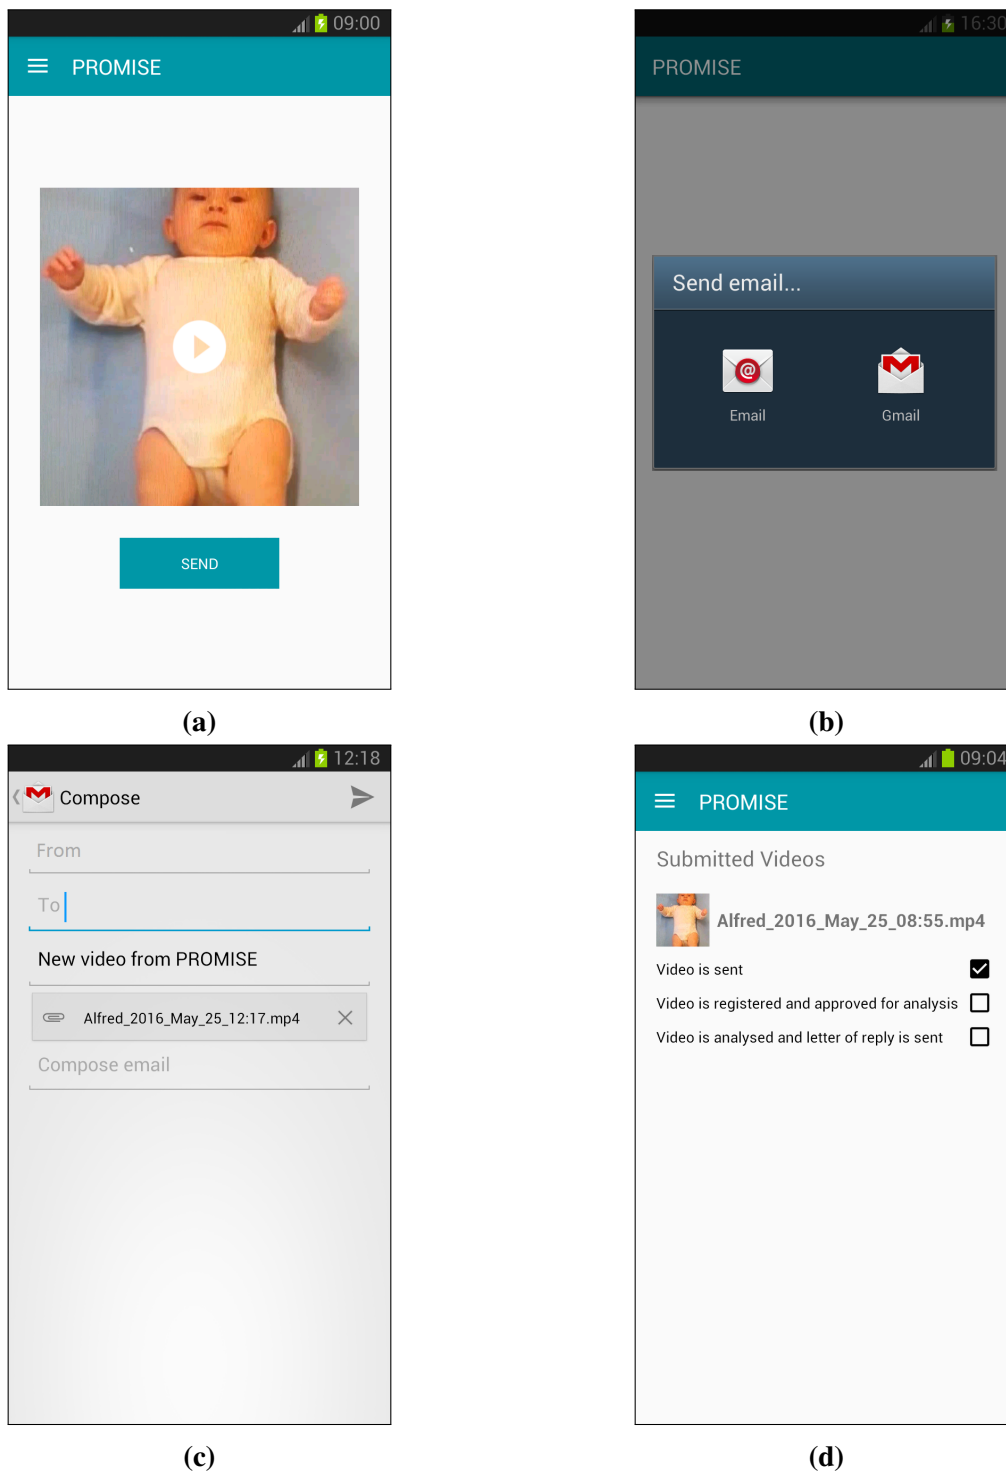 09:00
PROMISE
SEND
(a)
16:30
PROMISE
Send email...
@
Email
Gmail
(b)
12:18
Compose
From
To
New video from PROMISE
Alfred_2016_May_25_12:17.mp4
Compose email
(c)
09:04
PROMISE
Submitted Videos
Alfred_2016_May_25_08:55.mp4
Video is sent
Video is registered and approved for analysis
Video is analysed and letter of reply is sent
(d)